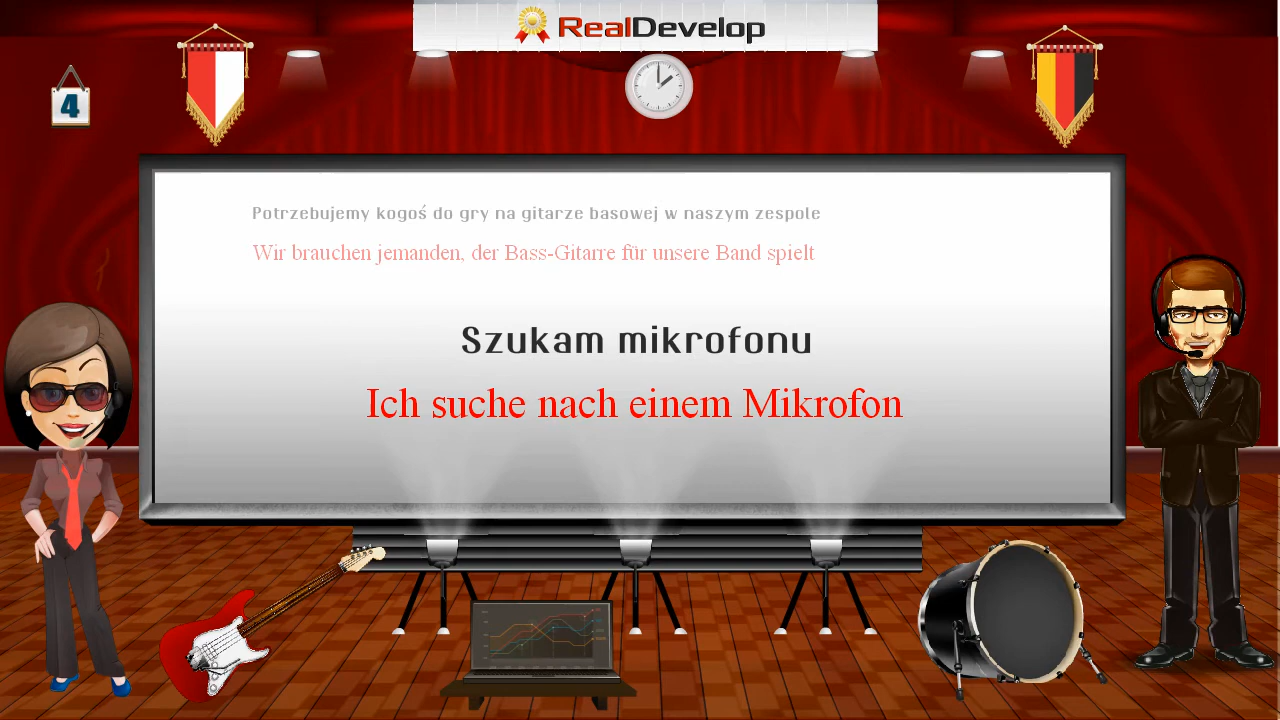 RealDevelop
4
Potrzebujemy kogoś do gry na gitarze basowej w naszym zespole
Wir brauchen jemanden, der Bass-Gitarre für unsere Band spielt
Szukam mikrofonu
Ich suche nach einem Mikrofon